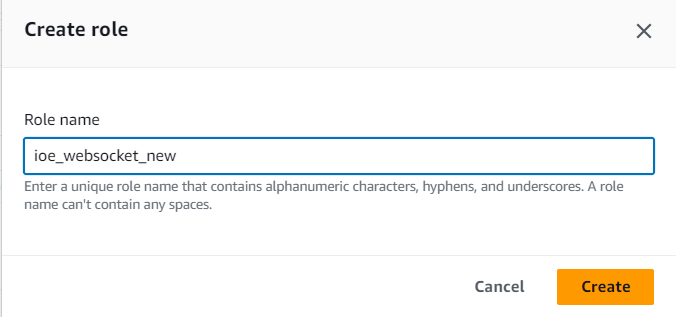 Create role
Role name
ioe_websocket_new
Enter a unique role name that contains alphanumeric characters, hyphens, and underscores. A role
name can't contain any spaces.
Cancel
Create